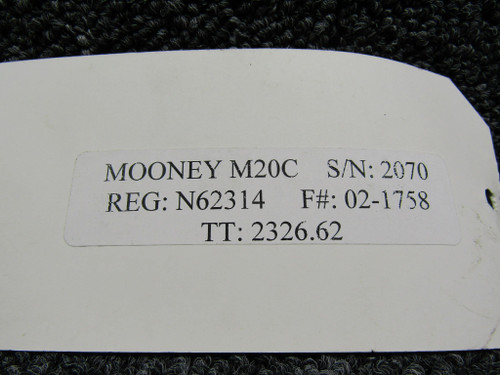 MOONEY M20C S/N: 2070
REG: N62314 F#: 02-1758
TT: 2326.62